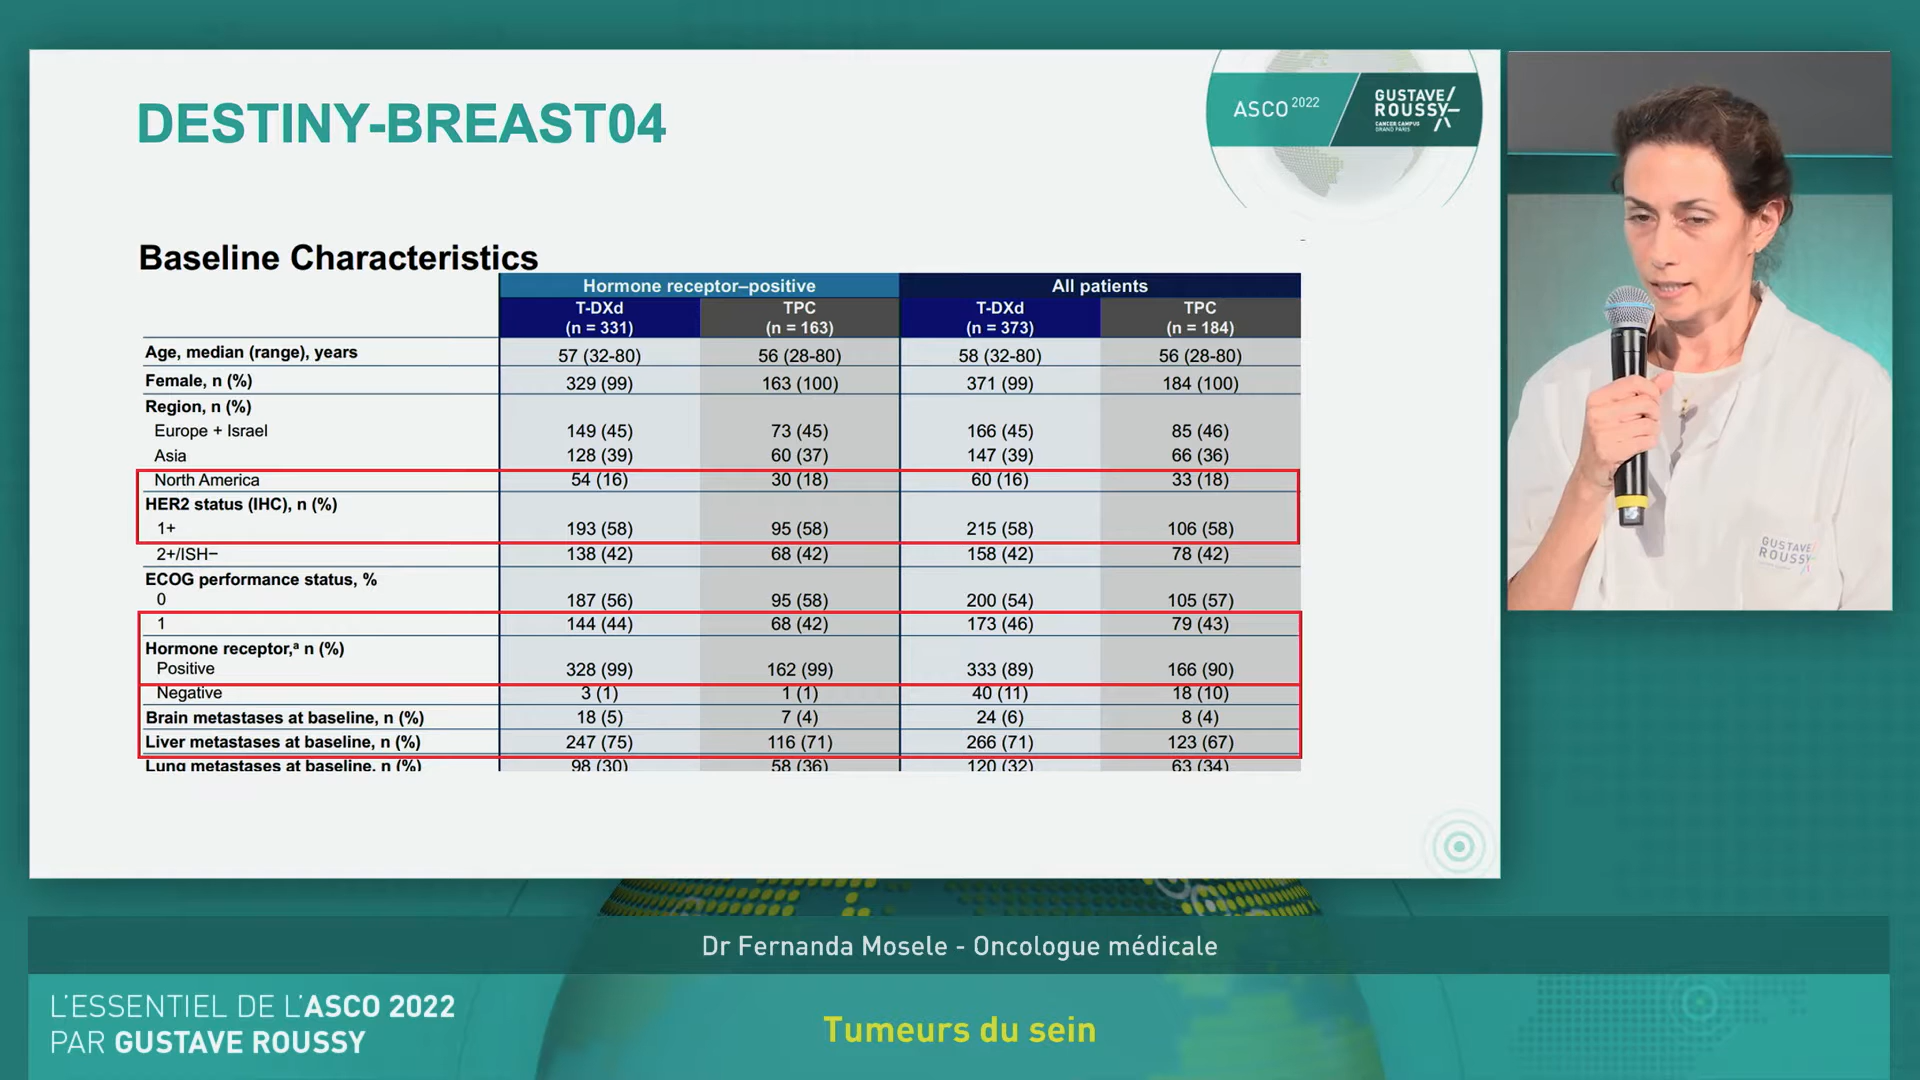 DESTINY-BREAST04
ASCO 2022
GUSTAVE/
ROUSSY
CANCER CAMPUS
GRAND PARIS
Baseline Characteristics
Hormone receptor–positive All patients
T-DXd TPC T-DXd TPC
(n = 331) (n = 163) (n = 373) (n = 184)
Age, median (range), years 57 (32-80) 56 (28-80) 58 (32-80) 56 (28-80)
Female, n (%) 329 (99) 163 (100) 371 (99) 184 (100)
Region, n (%)
Europe + Israel 149 (45) 73 (45) 166 (45) 85 (46)
Asia 128 (39) 60 (37) 147 (39) 66 (36)
North America 54 (16) 30 (18) 60 (16) 33 (18)
HER2 status (IHC), n (%)
1+ 193 (58) 95 (58) 215 (58) 106 (58)
2+/ISH− 138 (42) 68 (42) 158 (42) 78 (42)
ECOG performance status, %
0 187 (56) 95 (58) 200 (54) 105 (57)
1 144 (44) 68 (42) 173 (46) 79 (43)
Hormone receptor,ᵃ n (%)
Positive 328 (99) 162 (99) 333 (89) 166 (90)
Negative 3 (1) 1 (1) 40 (11) 18 (10)
Brain metastases at baseline, n (%) 18 (5) 7 (4) 24 (6) 8 (4)
Liver metastases at baseline, n (%) 247 (75) 116 (71) 266 (71) 123 (67)
Lung metastases at baseline, n (%) 98 (30) 58 (36) 120 (32) 63 (34)
GUSTAVE
ROUSSY
Dr Fernanda Mosele - Oncologue médicale
L'ESSENTIEL DE L'ASCO 2022
PAR GUSTAVE ROUSSY
Tumeurs du sein